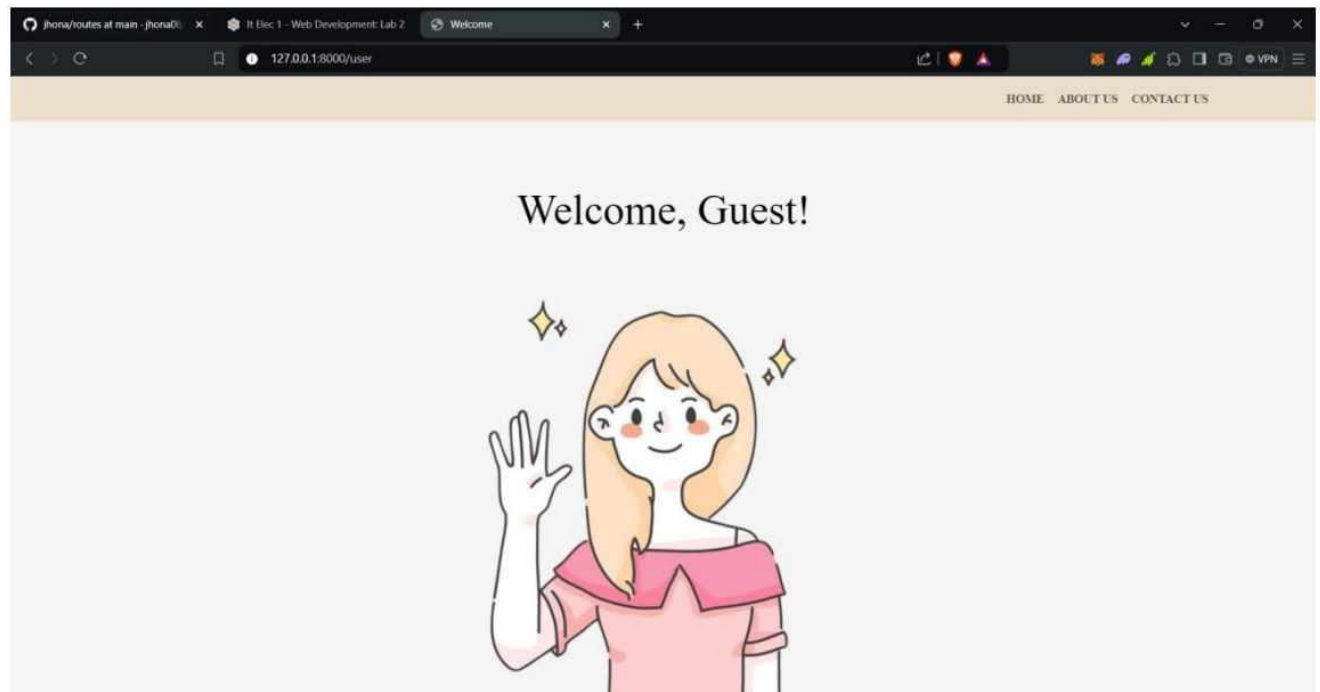 jhona/routes at main · jhona0
It Elec 1 - Web Development: Lab 2
Welcome
127.0.0.1:8000/user
VPN
HOME ABOUT US CONTACT US
Welcome, Guest!